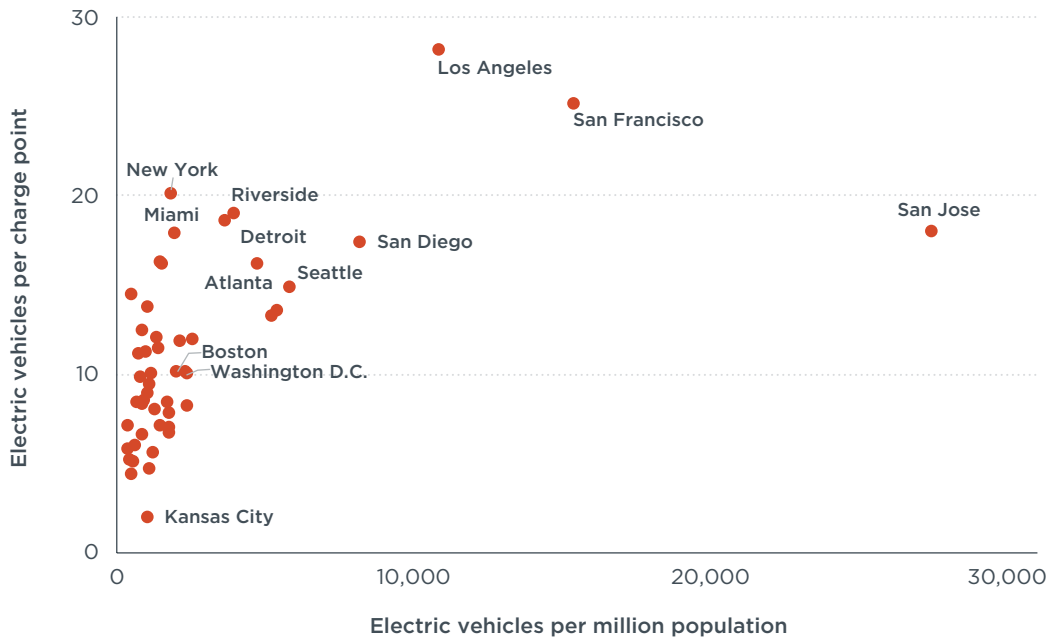 30
Los Angeles
San Francisco
New York
20
Riverside
Miami
San Jose
Detroit
San Diego
Seattle
Atlanta
Boston
10
Washington D.C.
Kansas City
0
0
10,000
20,000
30,000
Electric vehicles per charge point
Electric vehicles per million population